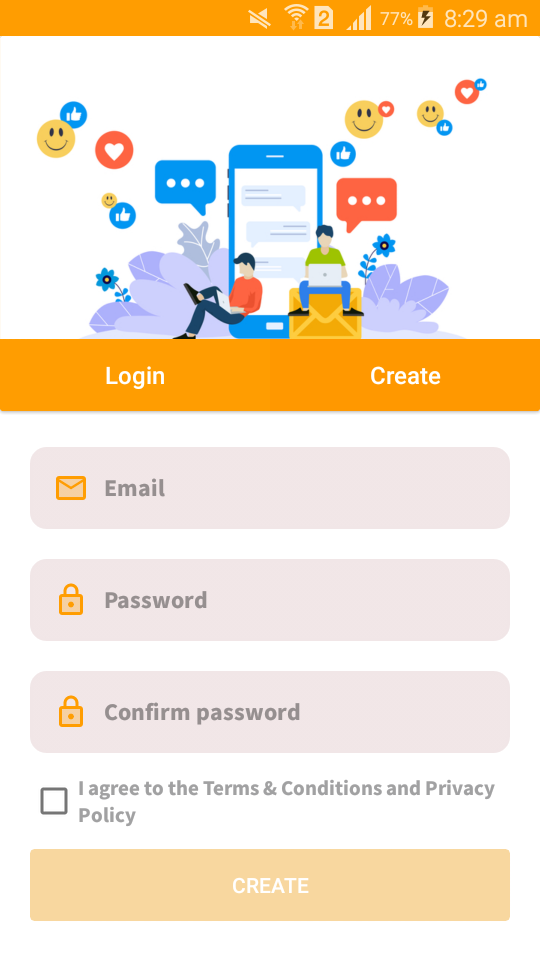 2 77% 8:29 am
Login Create
Email
Password
Confirm password
I agree to the Terms & Conditions and Privacy
Policy
CREATE